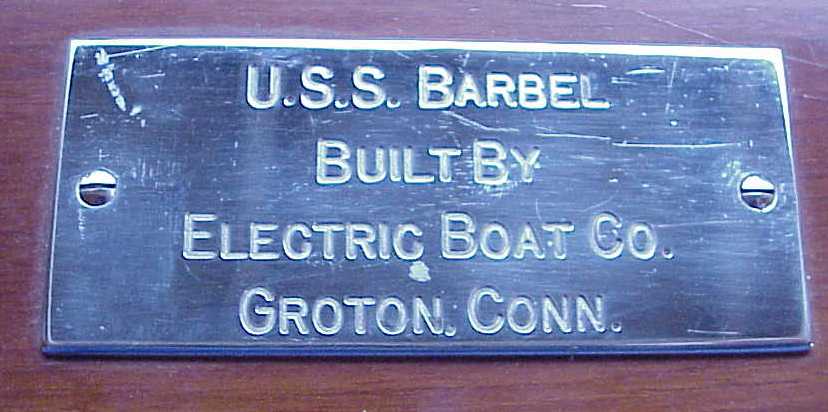 U.S.S. BARBEL
BUILT BY
ELECTRIC BOAT CO.
GROTON, CONN.